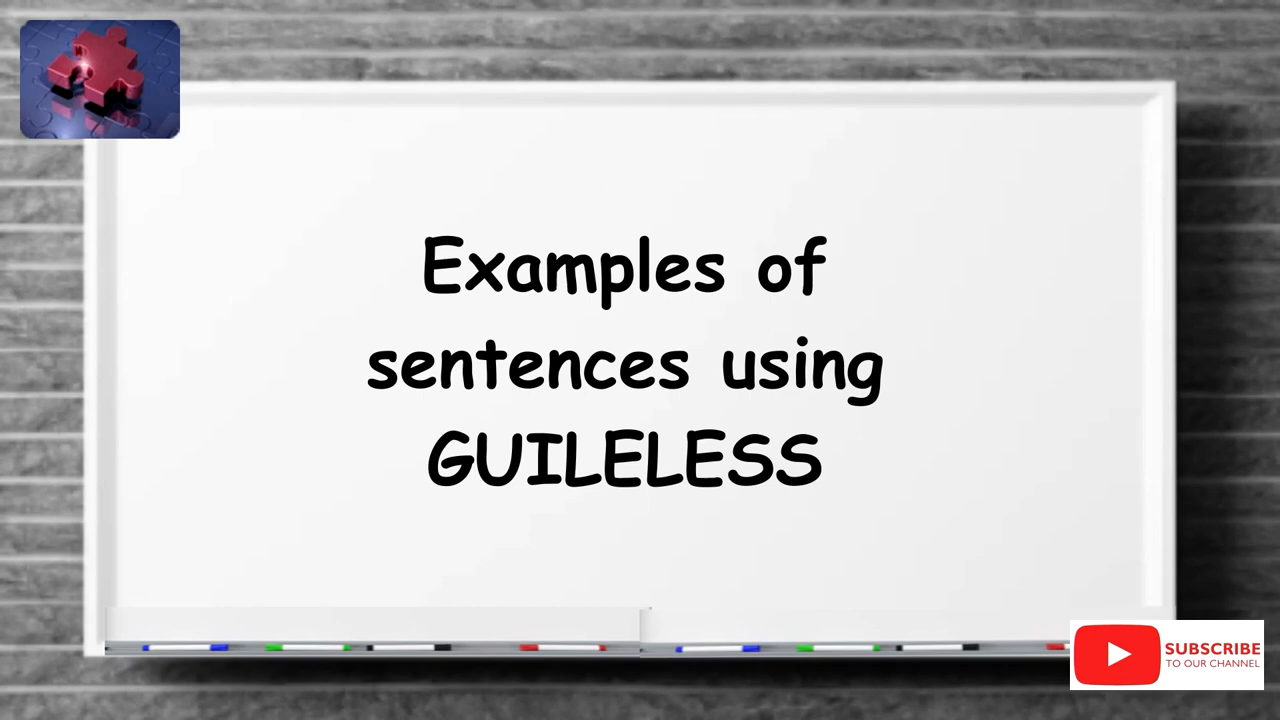 Examples of
sentences using
GUILELESS
SUBSCRIBE
TO OUR CHANNEL